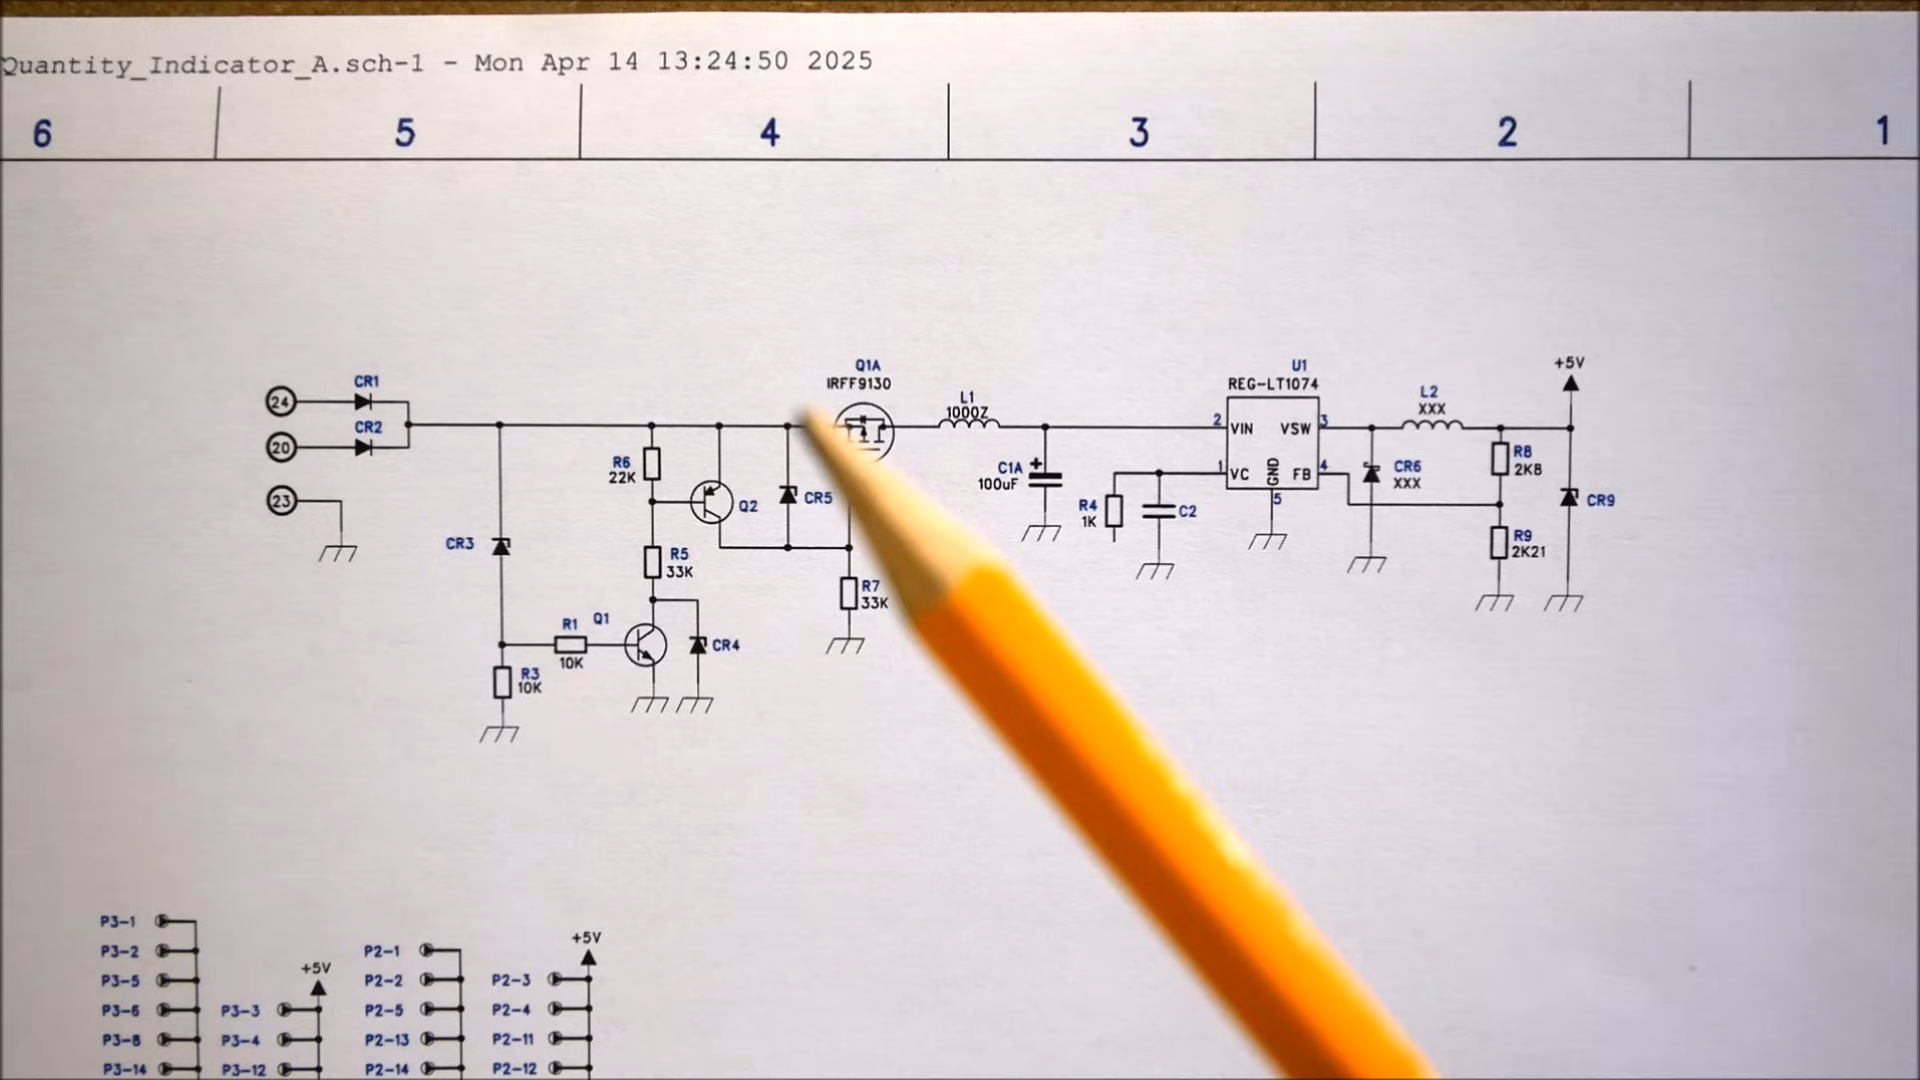 Quantity_Indicator_A.sch-1 - Mon Apr 14 13:24:50 2025
6 5 4 3 2 1
24
CR1
20
CR2
23
CR3
R3
10K
R1
10K
Q1
R6
22K
R5
33K
Q2
CR4
CR5
Q1A
IRFF9130
R7
33K
L1
1000Z
C1A
+
100uF
R4
1K
C2
U1
REG-LT1074
2 VIN VSW 3
1 VC GND FB 4
5
CR6
XXX
L2
XXX
R8
2K8
R9
2K21
+5V
CR9
P3-1
P3-2
P3-5
P3-6
P3-8
P3-14
+5V
P3-3
P3-4
P3-12
P2-1
P2-2
P2-5
P2-13
P2-14
+5V
P2-3
P2-4
P2-11
P2-12